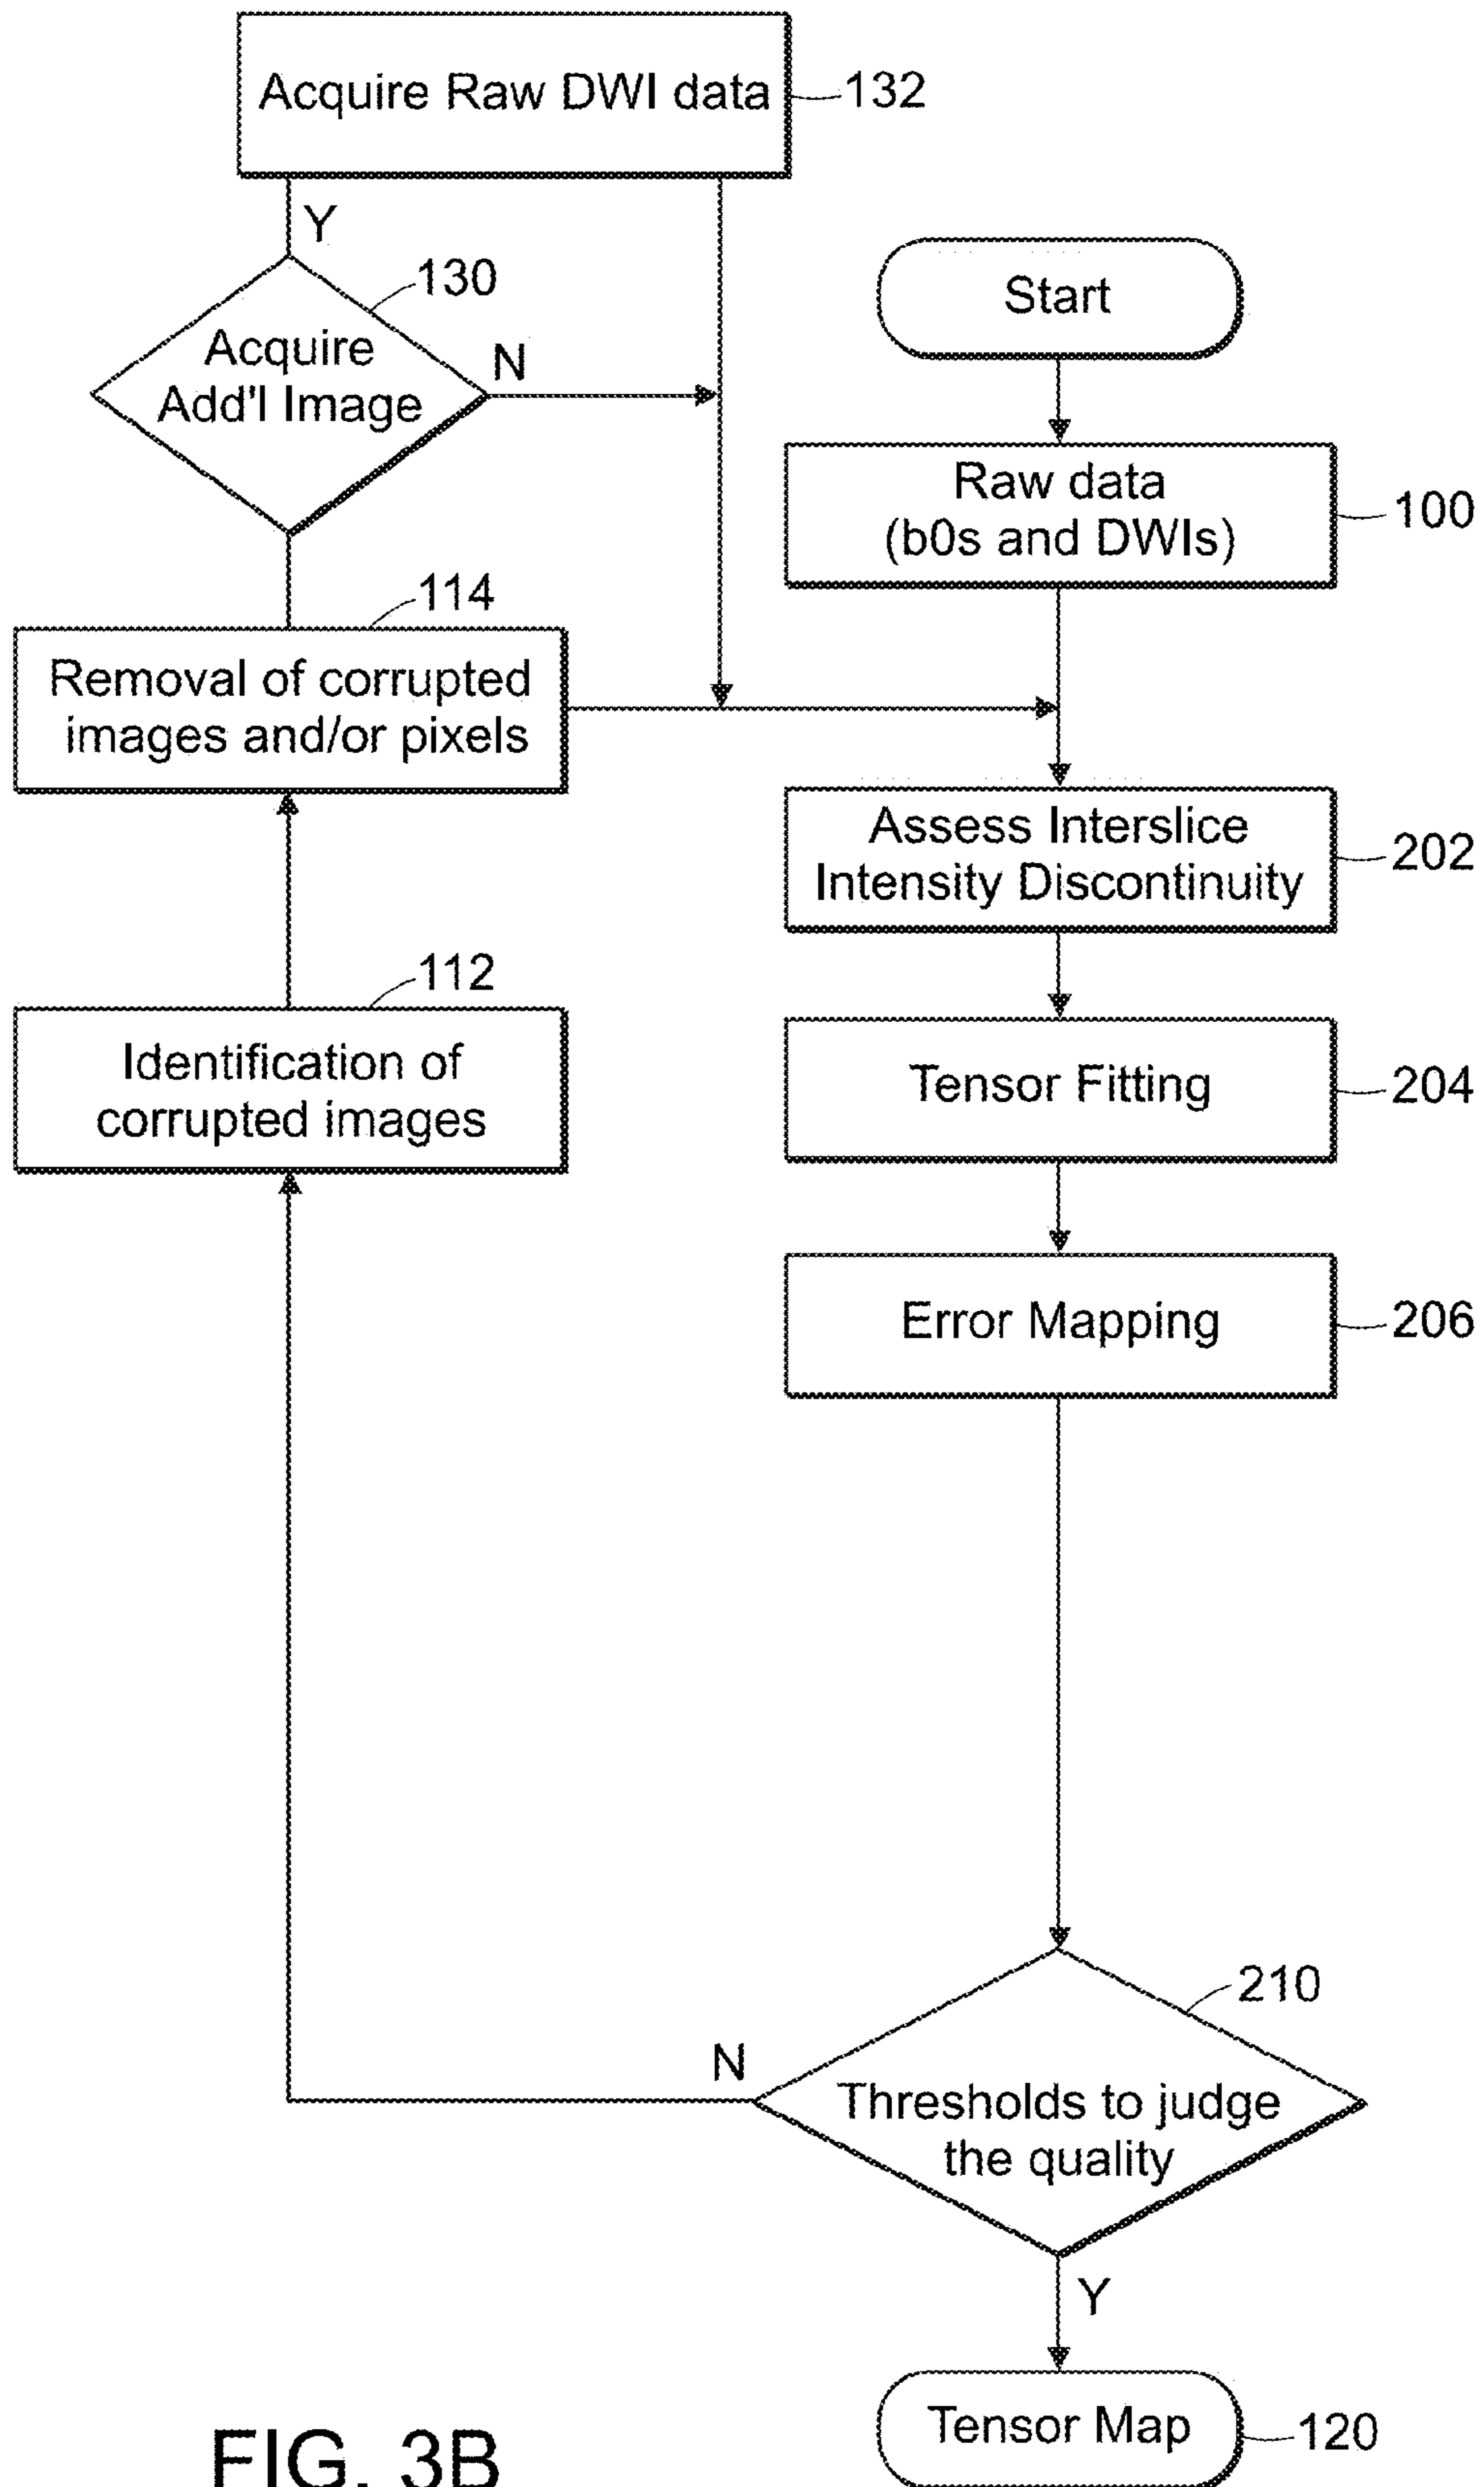 Acquire Raw DWI data
132
Y
130
Acquire
Add'l Image
N
Start
Raw data
(b0s and DWIs)
100
114
Removal of corrupted
images and/or pixels
Assess Interslice
Intensity Discontinuity
202
112
Identification of
corrupted images
Tensor Fitting
204
Error Mapping
206
210
N
Thresholds to judge
the quality
Y
Tensor Map
120
FIG. 3B